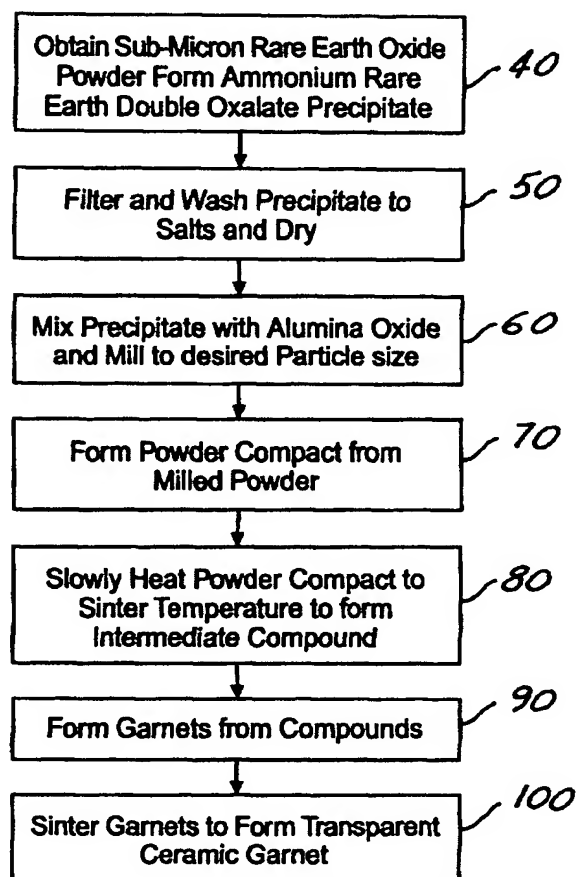 Obtain Sub-Micron Rare Earth Oxide
Powder Form Ammonium Rare
Earth Double Oxalate Precipitate
40
Filter and Wash Precipitate to
Salts and Dry
50
Mix Precipitate with Alumina Oxide
and Mill to desired Particle size
60
Form Powder Compact from
Milled Powder
70
Slowly Heat Powder Compact to
Sinter Temperature to form
Intermediate Compound
80
Form Garnets from Compounds
90
Sinter Garnets to Form Transparent
Ceramic Garnet
100